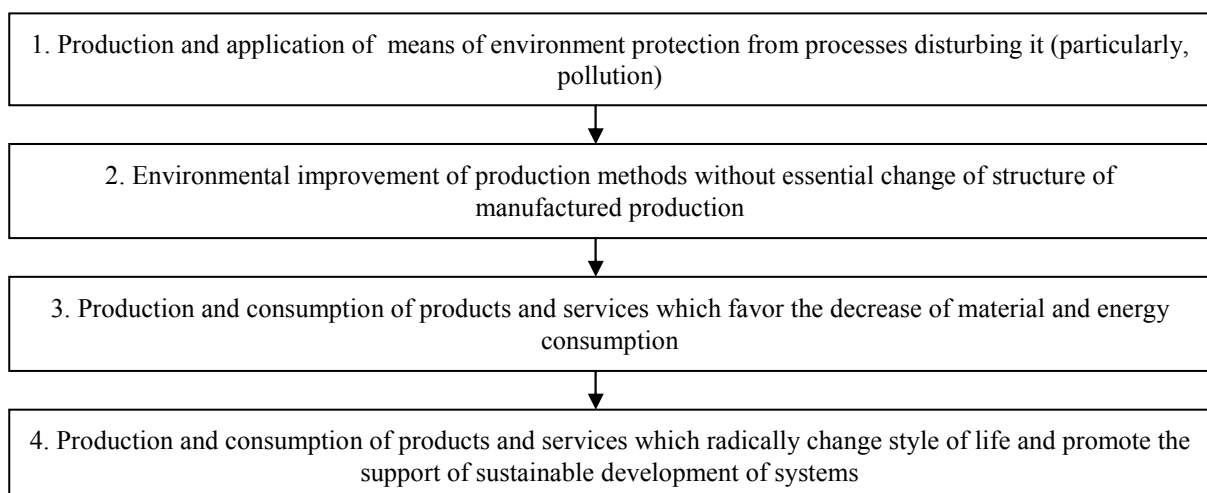 1. Production and application of means of environment protection from processes disturbing it (particularly,
pollution)
2. Environmental improvement of production methods without essential change of structure of
manufactured production
3. Production and consumption of products and services which favor the decrease of material and energy
consumption
4. Production and consumption of products and services which radically change style of life and promote the
support of sustainable development of systems